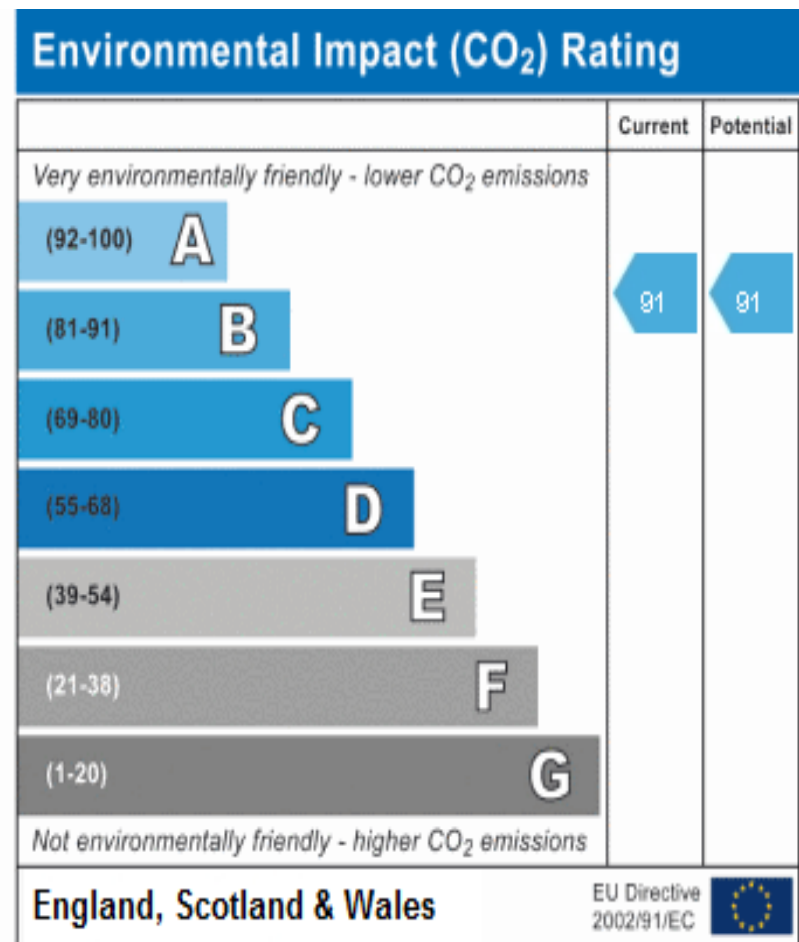 Environmental Impact (CO₂) Rating
Current Potential
Very environmentally friendly - lower CO₂ emissions
(92-100) A
(81-91) B
91 91
(69-80) C
(55-68) D
(39-54) E
(21-38) F
(1-20) G
Not environmentally friendly - higher CO₂ emissions
England, Scotland & Wales
EU Directive
2002/91/EC